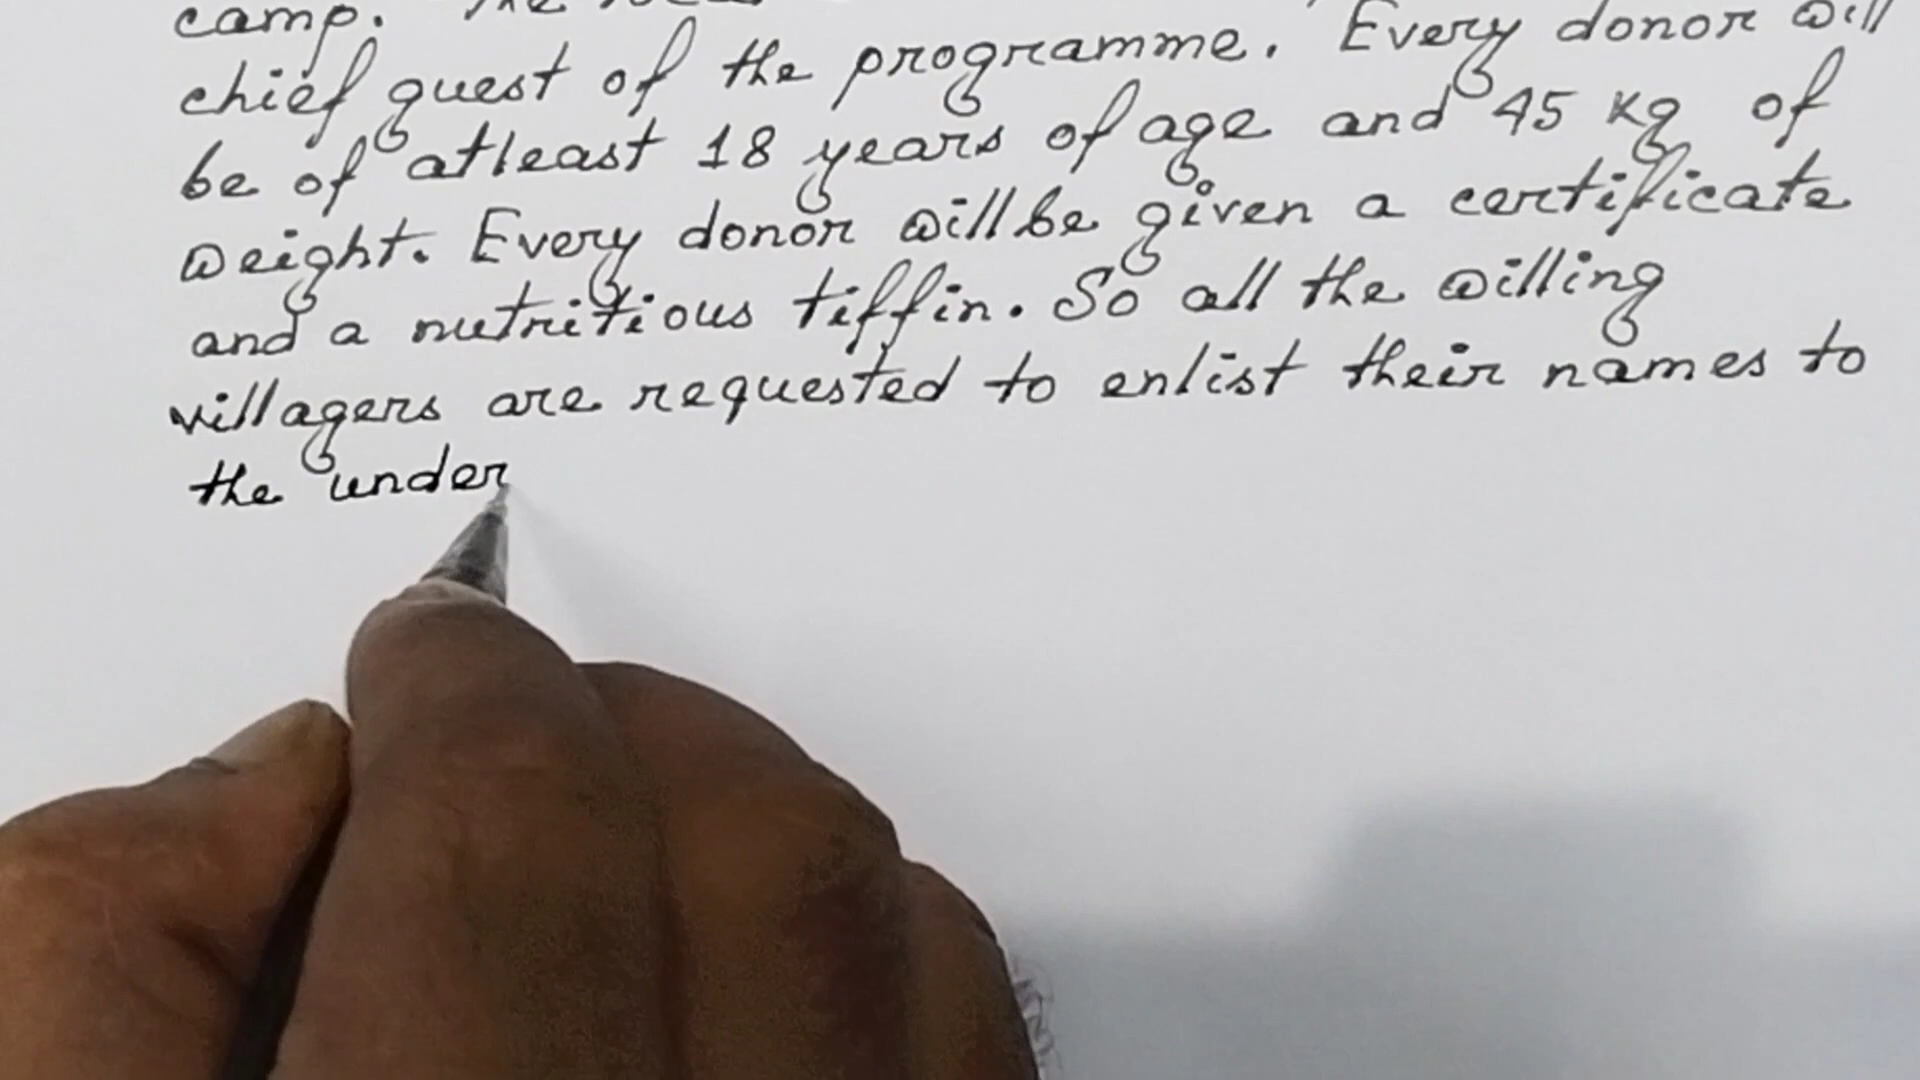 camp. The
chief guest of the programme. Every donor will
be of atleast 18 years of age and 45 kg of
weight. Every donor will be given a certificate
and a nutritious tiffin. So all the willing
villagers are requested to enlist their names to
the under